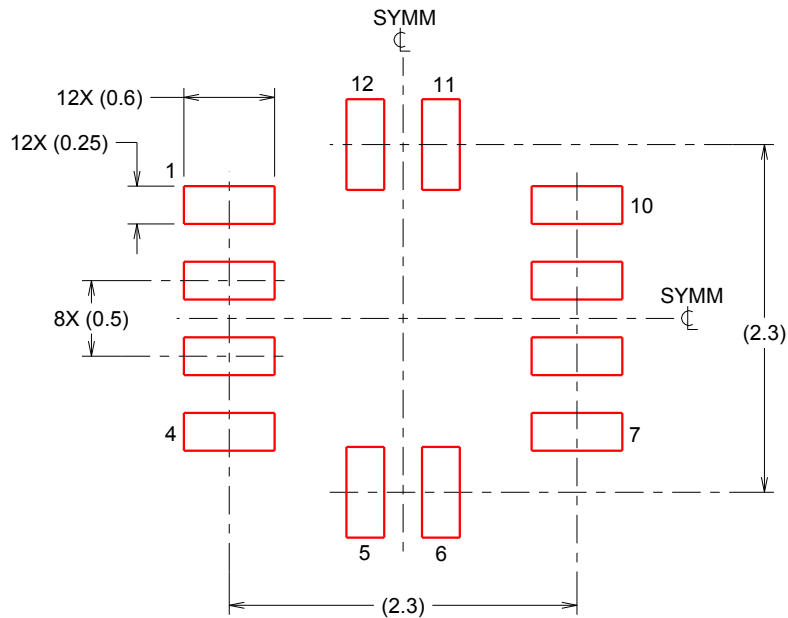 SYMM
℄
12 11
12X (0.6)
12X (0.25)
1
10
SYMM
℄
8X (0.5)
(2.3)
4
7
5 6
(2.3)